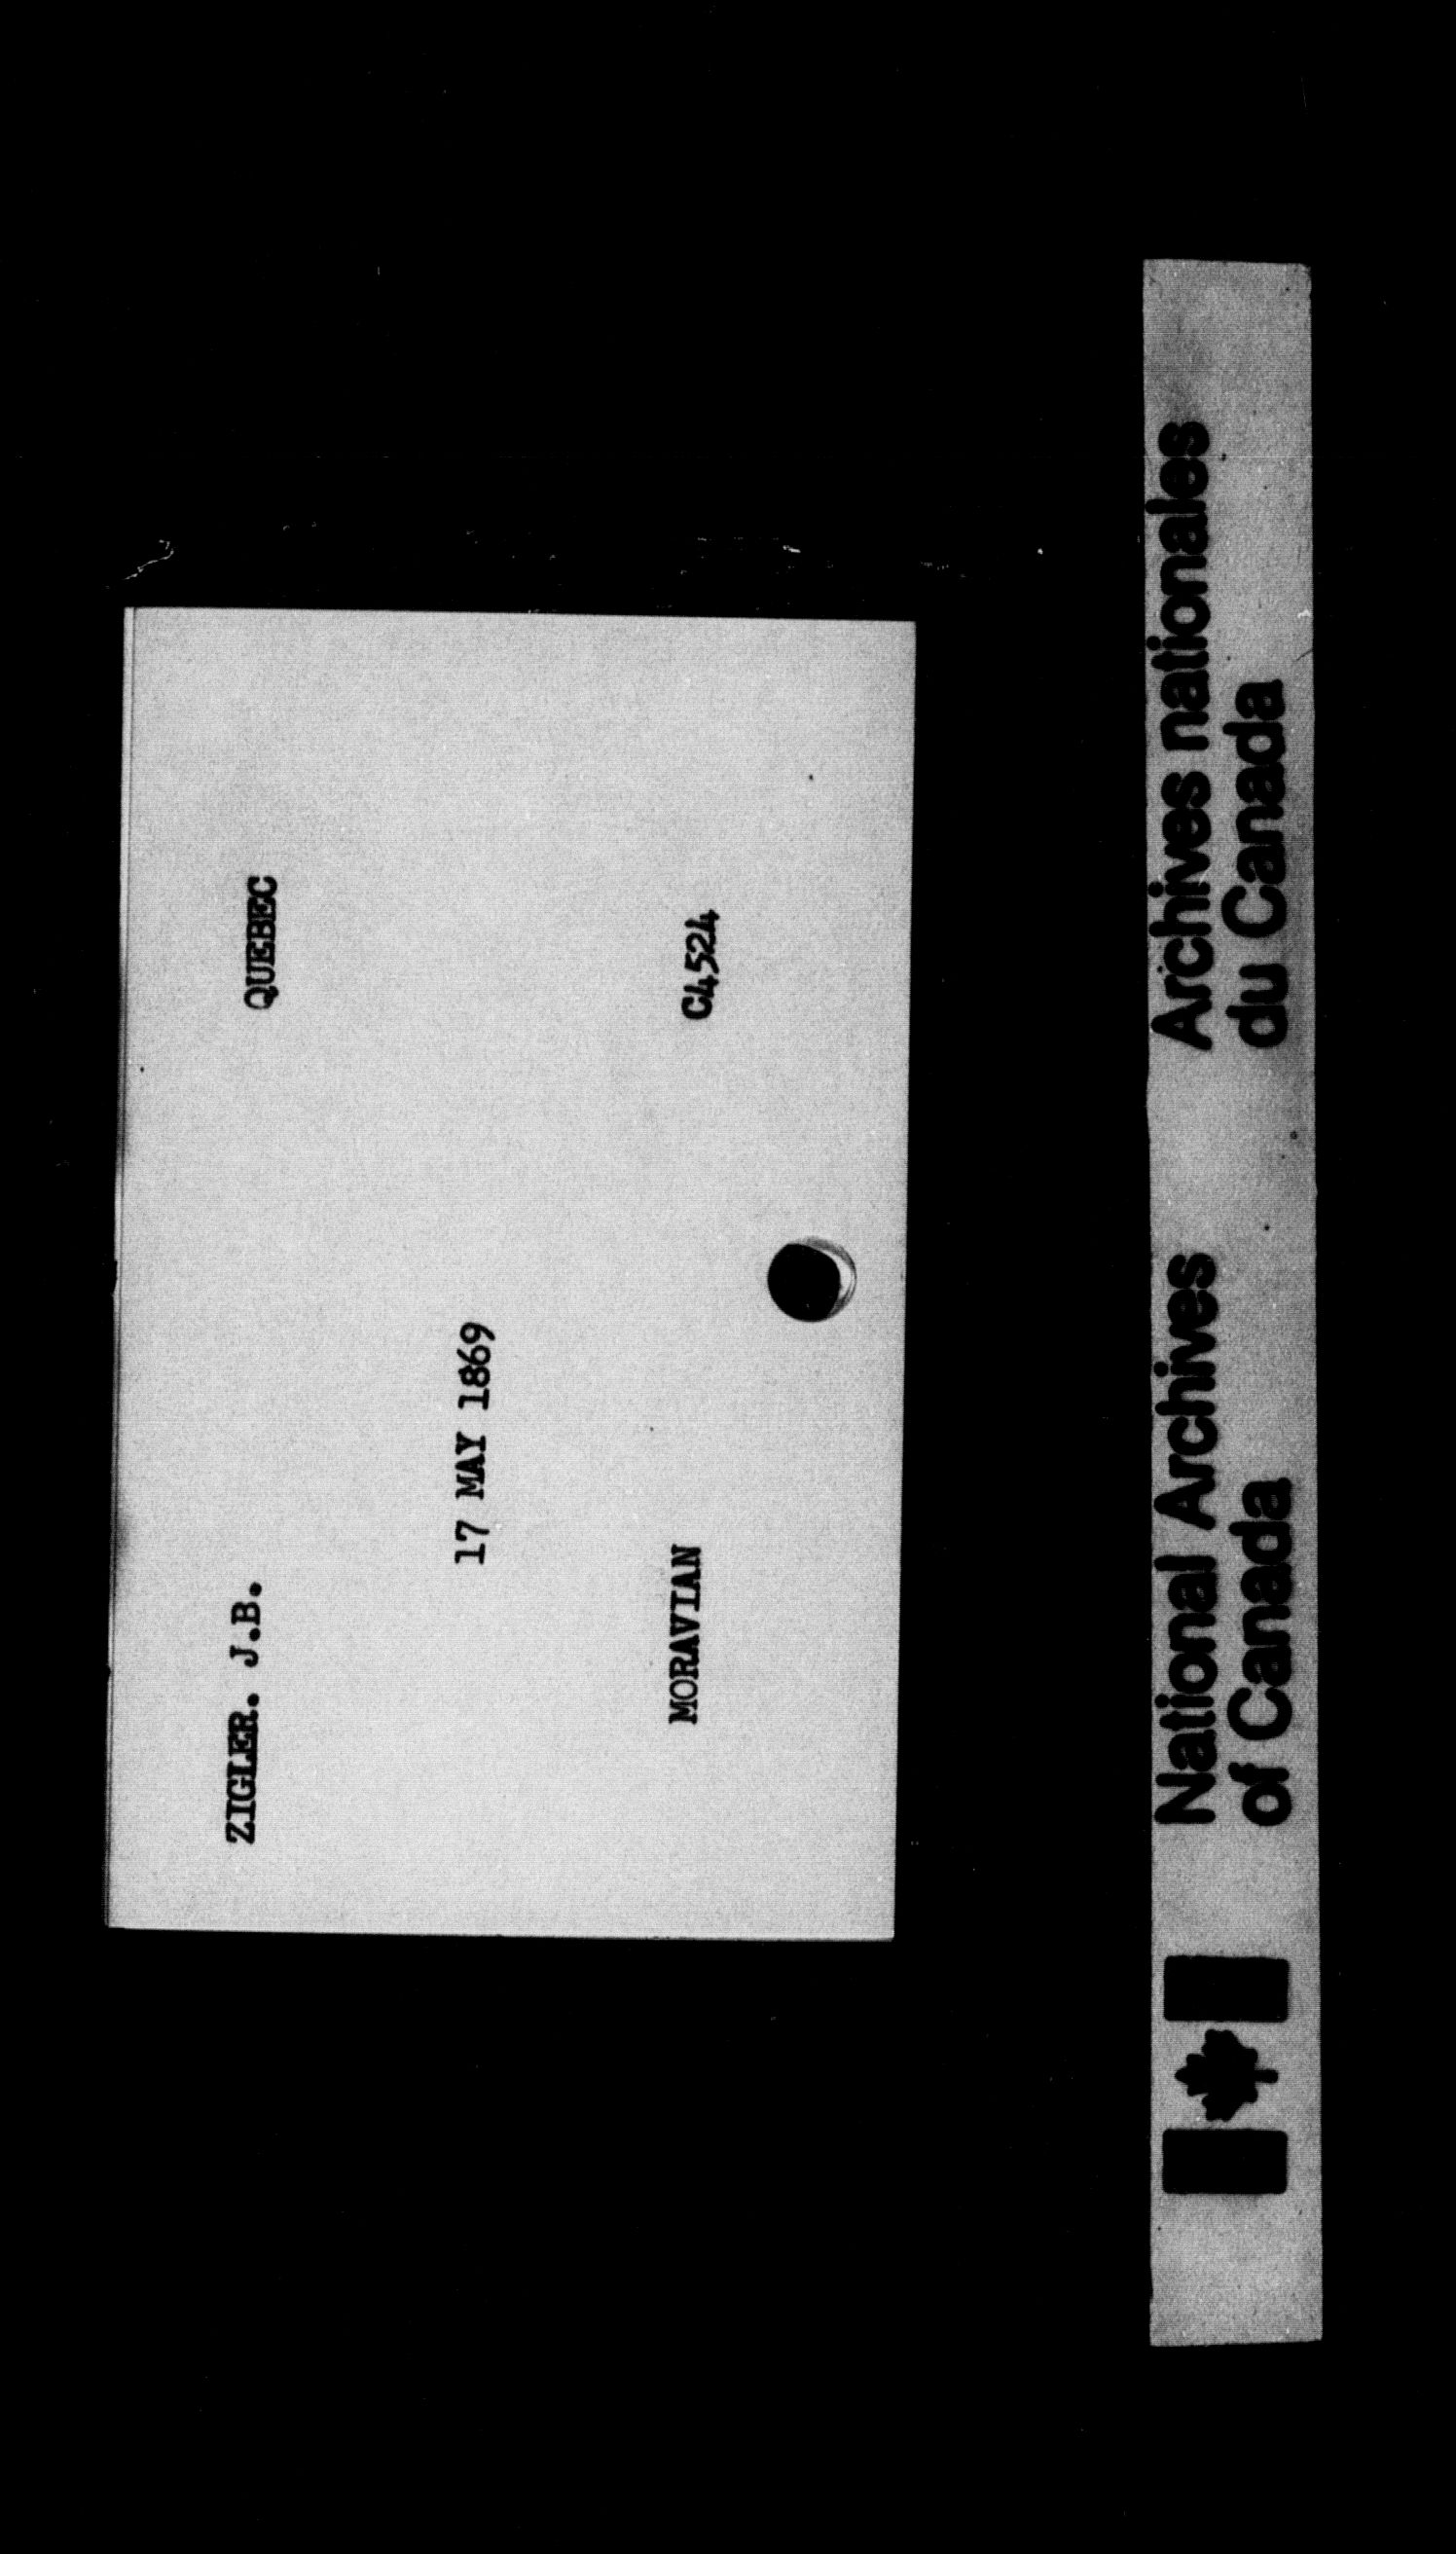 ZIGLER. J.B. QUEBEC
17 MAY 1869
MORAVIAN C4524
National Archives Archives nationales
of Canada du Canada